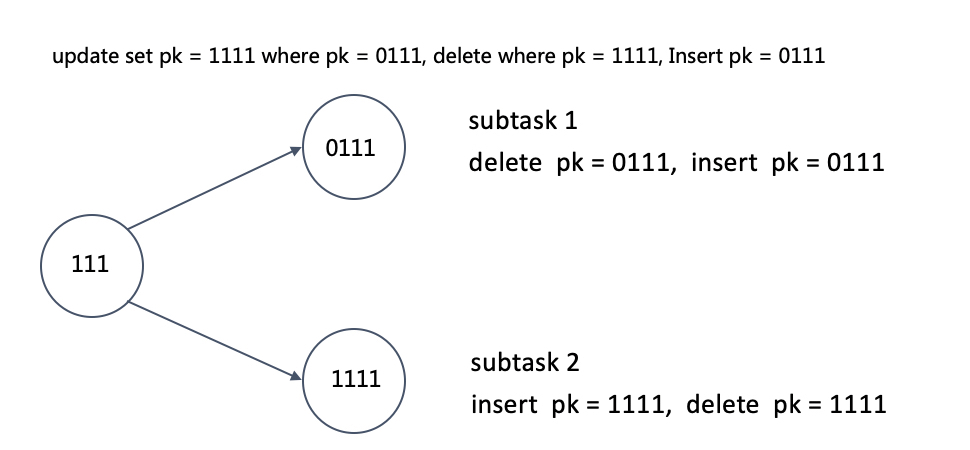 update set pk = 1111 where pk = 0111, delete where pk = 1111, Insert pk = 0111
0111
subtask 1
delete pk = 0111, insert pk = 0111
111
1111
subtask 2
insert pk = 1111, delete pk = 1111